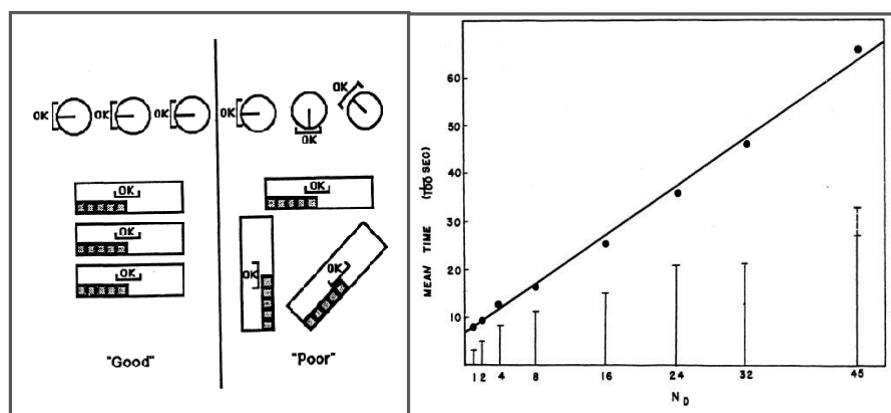 OK OK OK OK OK OK
OK OK
OK
OK OK
OK
"Good" "Poor"
MEAN TIME (1/100 SEC)
60
50
40
30
20
10
1 2 4 8 16 24 32 45
N_D